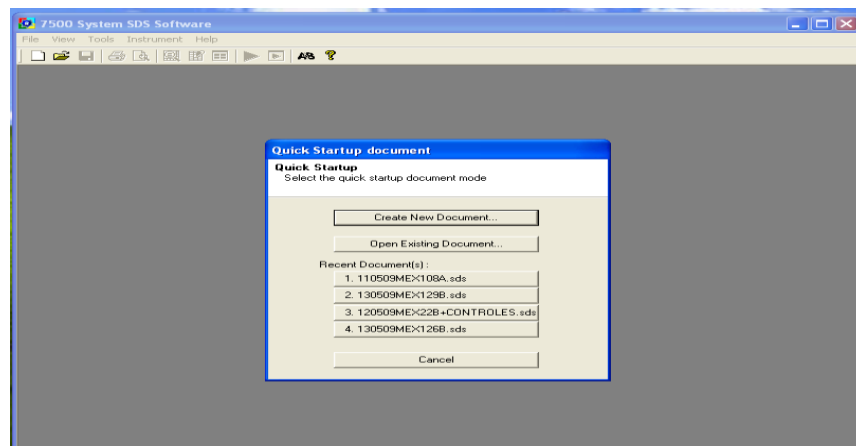 7500 System SDS Software
File View Tools Instrument Help
AB ?
Quick Startup document
Quick Startup
Select the quick startup document mode
Create New Document...
Open Existing Document...
Recent Document(s) :
1. 110509MEX108A.sds
2. 130509MEX129B.sds
3. 120509MEX22B+CONTROLES.sds
4. 130509MEX126B.sds
Cancel